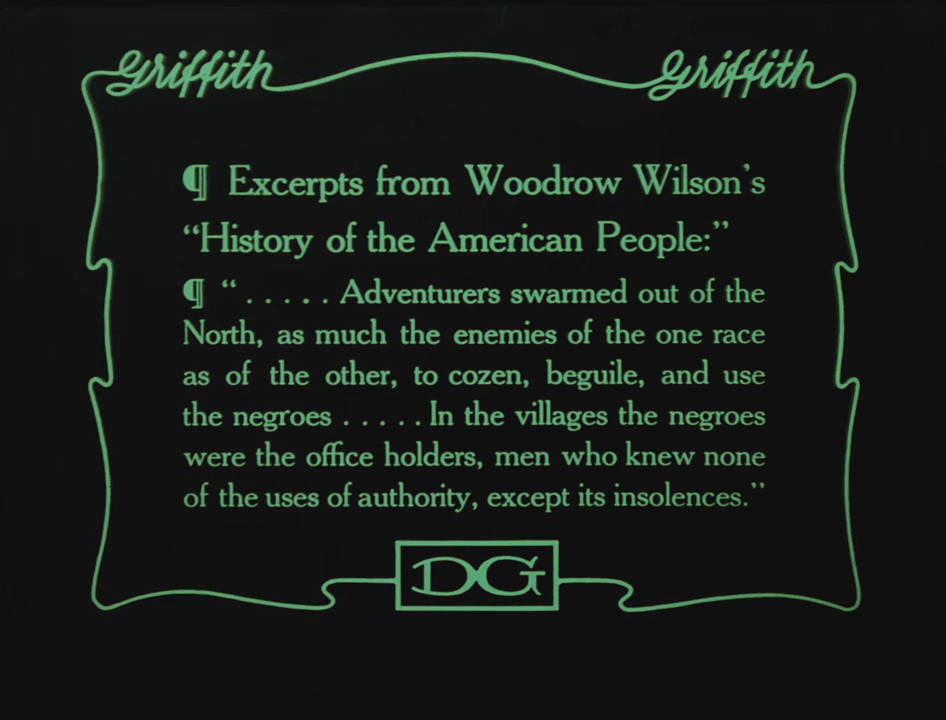 Griffith Griffith
¶ Excerpts from Woodrow Wilson's
“History of the American People:”
¶ “ . . . . . Adventurers swarmed out of the
North, as much the enemies of the one race
as of the other, to cozen, beguile, and use
the negroes . . . . . In the villages the negroes
were the office holders, men who knew none
of the uses of authority, except its insolences.”
DG